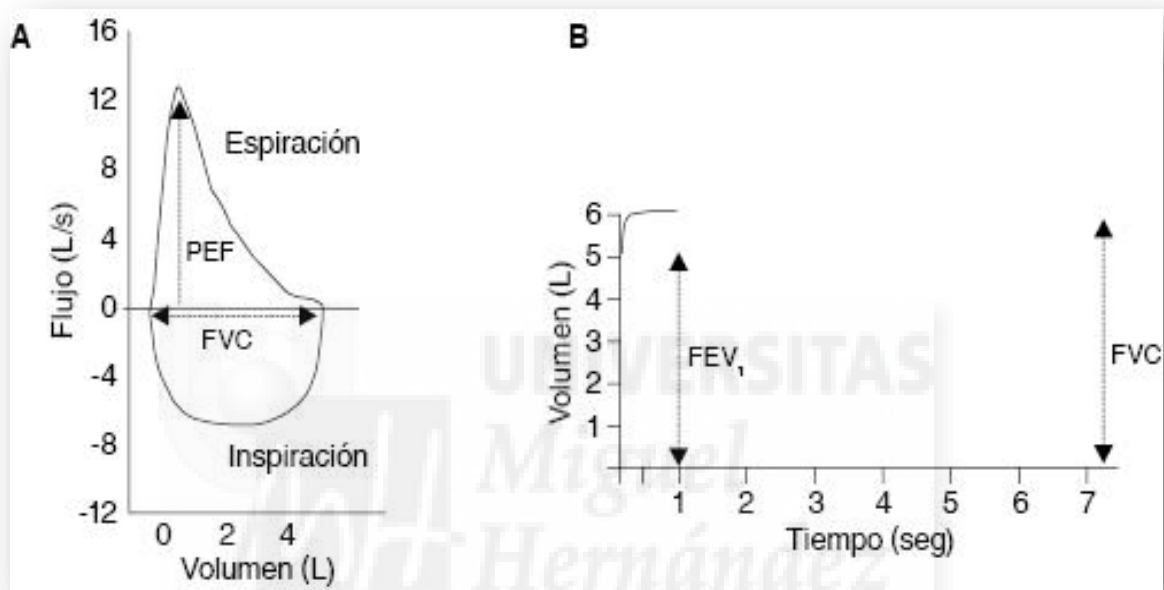 A
16
12
8
4
0
-4
-8
-12
Flujo (L/s)
Espiración
PEF
FVC
Inspiración
0 2 4
Volumen (L)
B
6
5
4
3
2
1
Volumen (L)
FEV₁
FVC
1 2 3 4 5 6 7
Tiempo (seg)
UNIVERSITAS
Miguel
Hernández